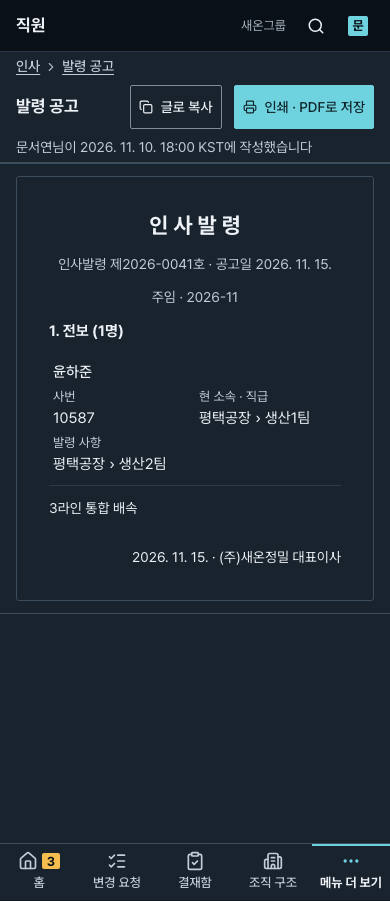 직원
새온그룹
문
인사 > 발령 공고
발령 공고
글로 복사
인쇄 · PDF로 저장
문서연님이 2026. 11. 10. 18:00 KST에 작성했습니다
인 사 발 령
인사발령 제2026-0041호 · 공고일 2026. 11. 15.
주임 · 2026-11
1. 전보 (1명)
윤하준
사번
10587
현 소속 · 직급
평택공장 › 생산1팀
발령 사항
평택공장 › 생산2팀
3라인 통합 배속
2026. 11. 15. · (주)새온정밀 대표이사
3
홈
변경 요청
결재함
조직 구조
메뉴 더 보기